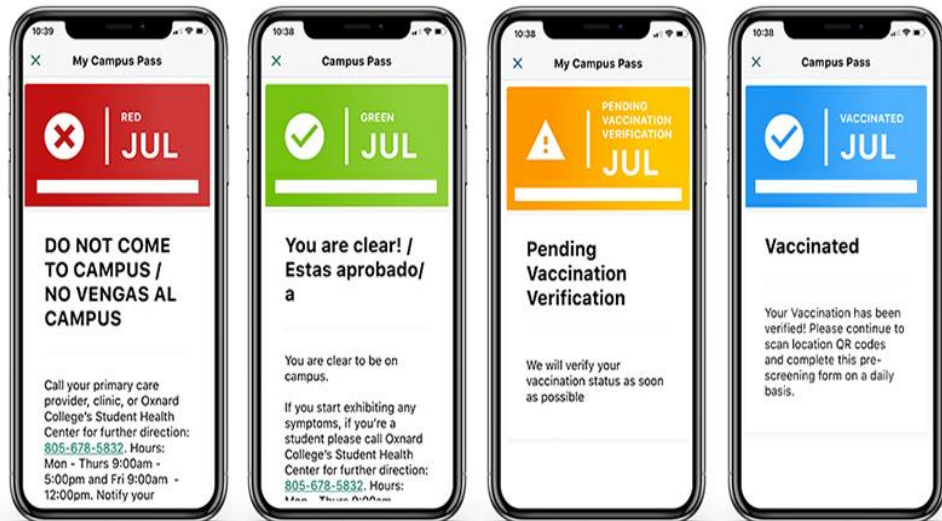 10:39
My Campus Pass
RED
JUL
DO NOT COME
TO CAMPUS /
NO VENGAS AL
CAMPUS
Call your primary care
provider, clinic, or Oxnard
College's Student Health
Center for further direction:
805-678-5832. Hours:
Mon - Thurs 9:00am -
5:00pm and Fri 9:00am -
12:00pm. Notify your
10:38
Campus Pass
GREEN
JUL
You are clear! /
Estas aprobado/
a
You are clear to be on
campus.
If you start exhibiting any
symptoms, if you're a
student please call Oxnard
College's Student Health
Center for further direction:
805-678-5832. Hours:
Mon - Thurs 9:00am
10:38
My Campus Pass
PENDING
VACCINATION
VERIFICATION
JUL
Pending
Vaccination
Verification
We will verify your
vaccination status as soon
as possible
10:38
Campus Pass
VACCINATED
JUL
Vaccinated
Your Vaccination has been
verified! Please continue to
scan location QR codes
and complete this pre-
screening form on a daily
basis.